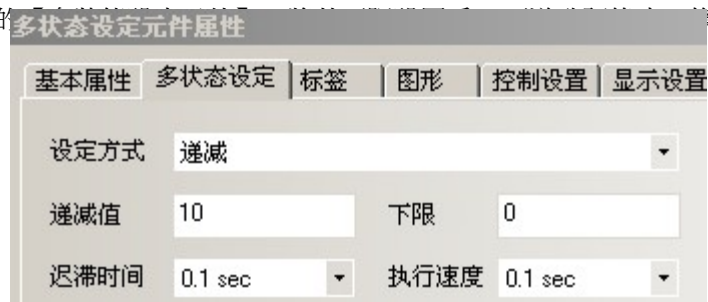 的
多状态设定元件属性
基本属性 多状态设定 标签 图形 控制设置 显示设置
设定方式 递减
递减值 10 下限 0
迟滞时间 0.1 sec 执行速度 0.1 sec